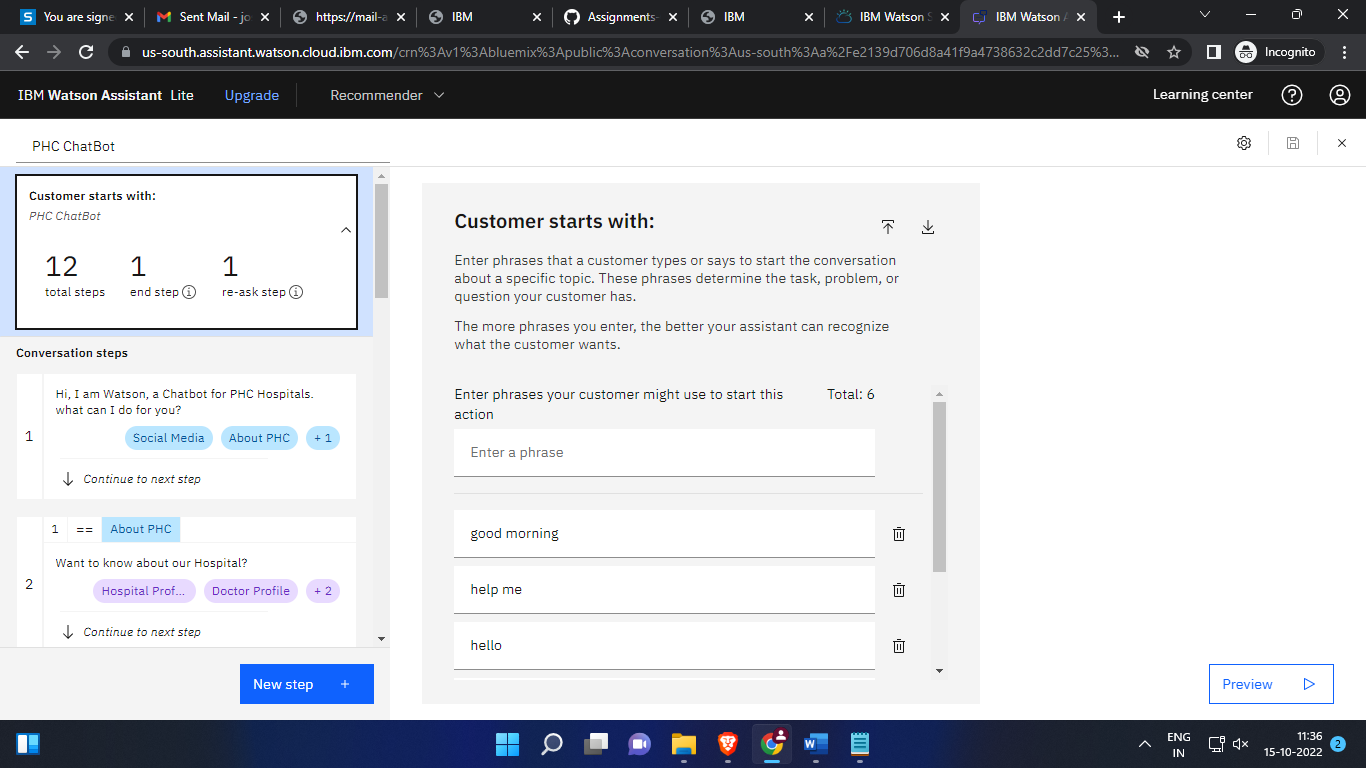 You are signe
Sent Mail - jo
https://mail-a
IBM
Assignments-
IBM
IBM Watson S
IBM Watson A
us-south.assistant.watson.cloud.ibm.com/crn%3Av1%3Abluemix%3Apublic%3Aconversation%3Aus-south%3Aa%2Fe2139d706d8a41f9a4738632c2dd7c25%3...
Incognito
IBM Watson Assistant Lite
Upgrade
Recommender
Learning center
PHC ChatBot
Customer starts with:
PHC ChatBot
12 1 1
total steps end step re-ask step
Conversation steps
1
Hi, I am Watson, a Chatbot for PHC Hospitals.
what can I do for you?
Social Media About PHC + 1
Continue to next step
2
1 == About PHC
Want to know about our Hospital?
Hospital Prof... Doctor Profile + 2
Continue to next step
New step +
Customer starts with:
Enter phrases that a customer types or says to start the conversation
about a specific topic. These phrases determine the task, problem, or
question your customer has.
The more phrases you enter, the better your assistant can recognize
what the customer wants.
Enter phrases your customer might use to start this
action
Total: 6
Enter a phrase
good morning
help me
hello
Preview
ENG
IN
11:36
15-10-2022
2